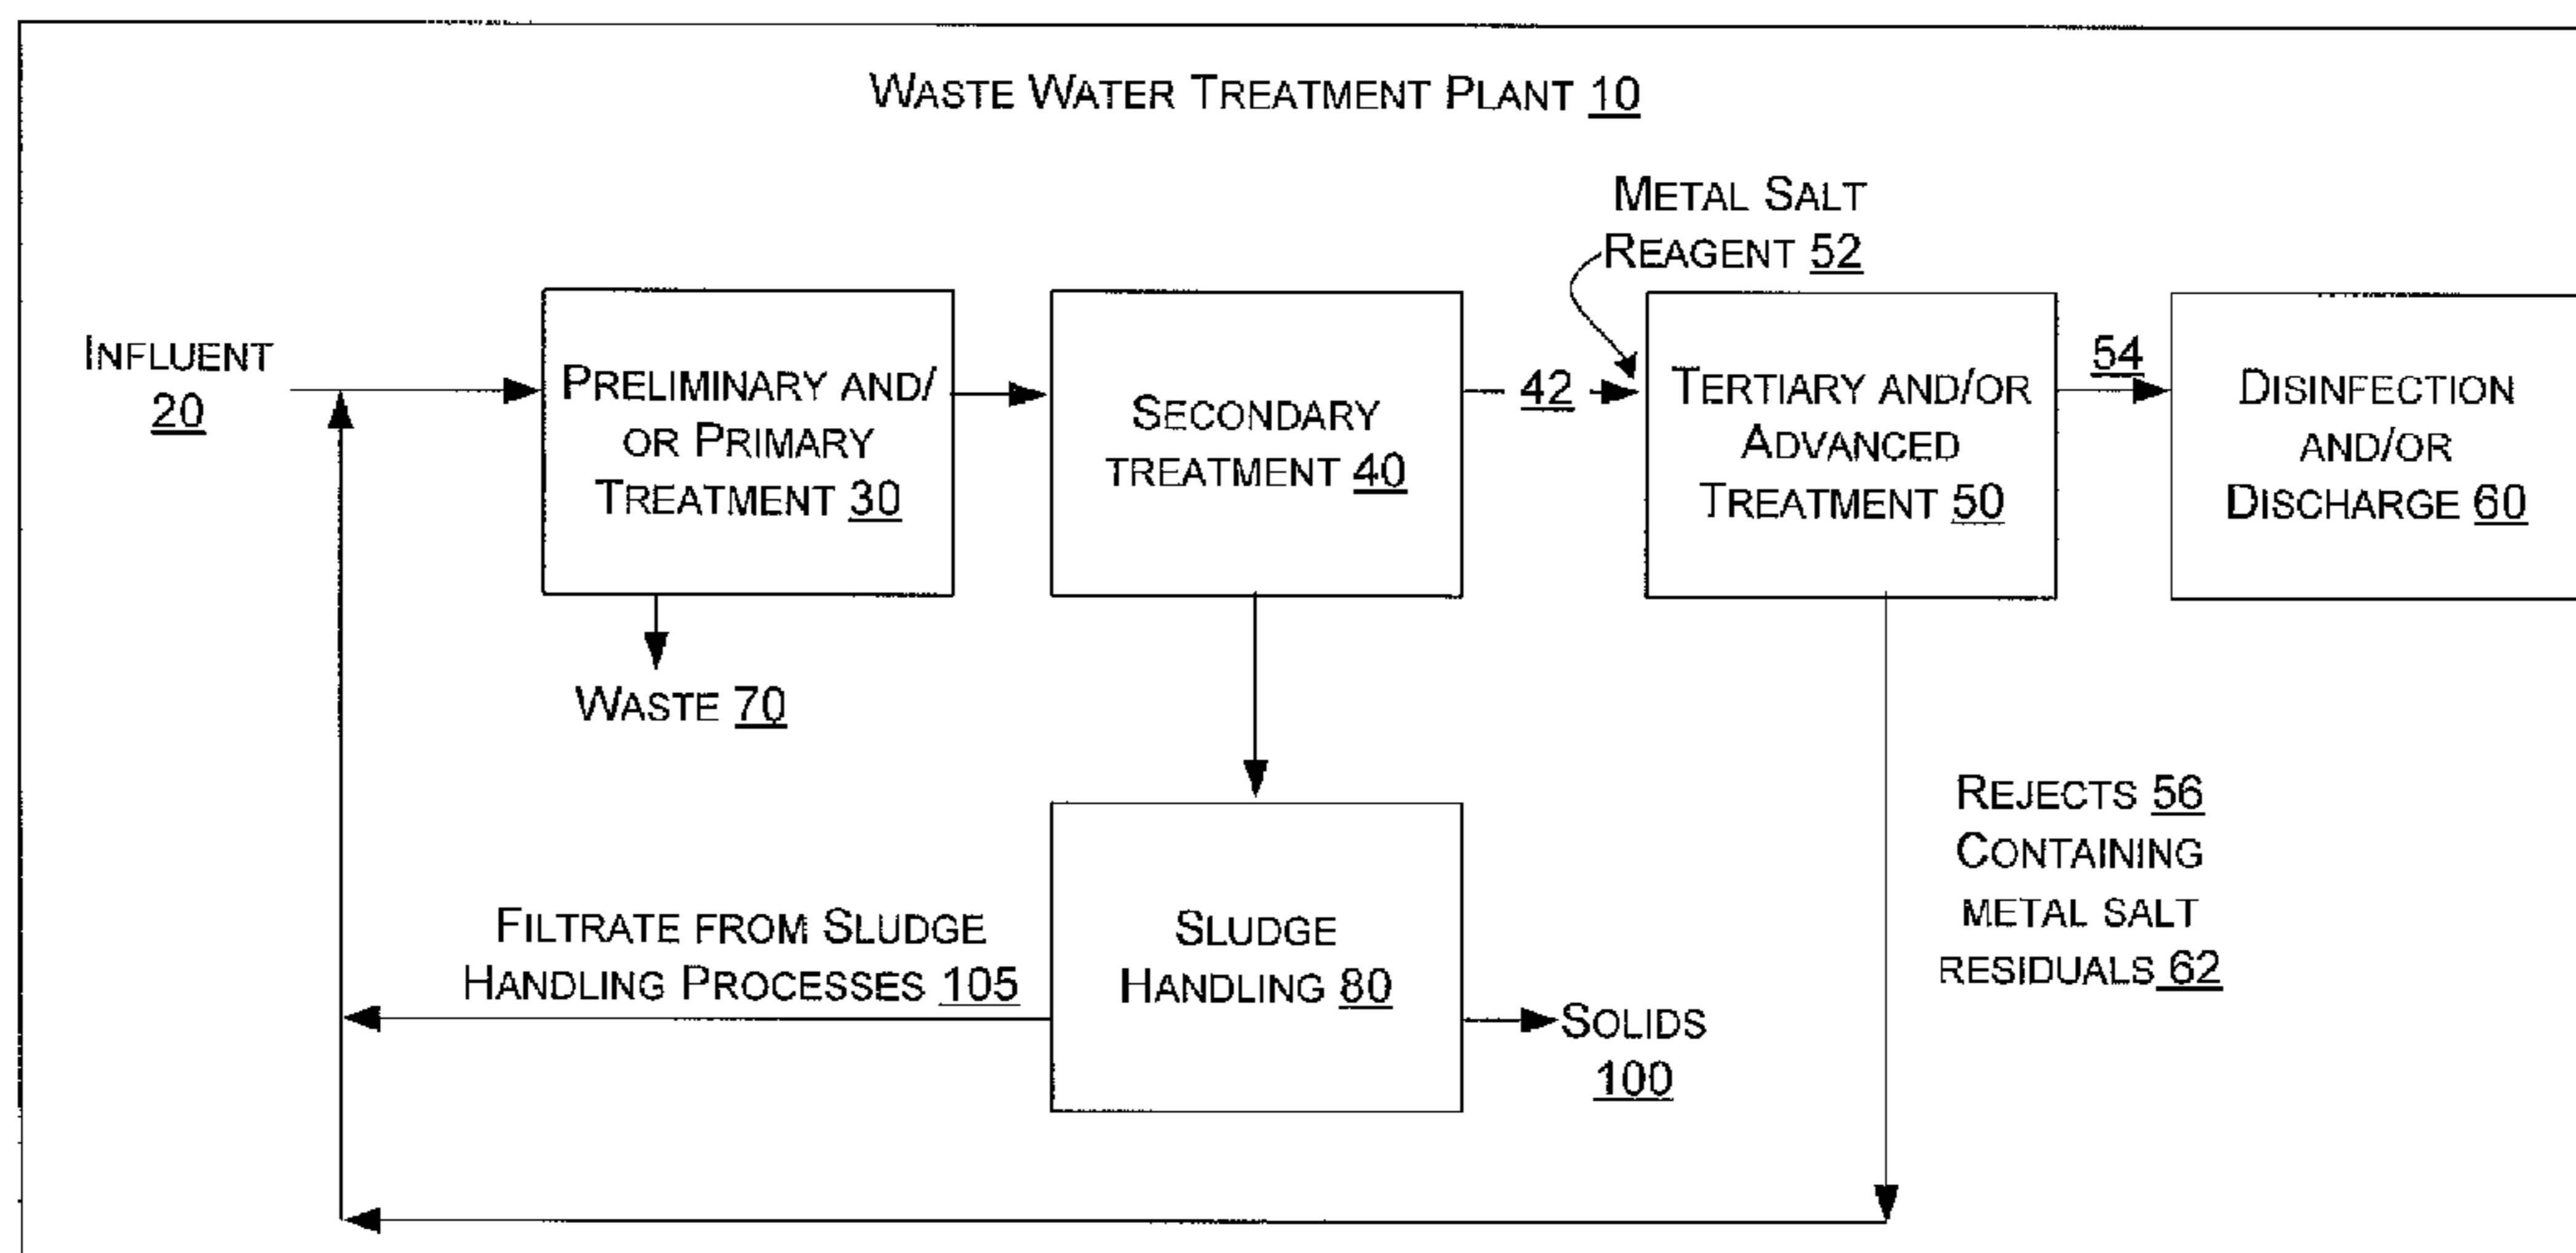 WASTE WATER TREATMENT PLANT 10
METAL SALT
REAGENT 52
INFLUENT
20
PRELIMINARY AND/
OR PRIMARY
TREATMENT 30
SECONDARY
TREATMENT 40
42
TERTIARY AND/OR
ADVANCED
TREATMENT 50
54
DISINFECTION
AND/OR
DISCHARGE 60
WASTE 70
REJECTS 56
CONTAINING
METAL SALT
RESIDUALS 62
FILTRATE FROM SLUDGE
HANDLING PROCESSES 105
SLUDGE
HANDLING 80
SOLIDS
100